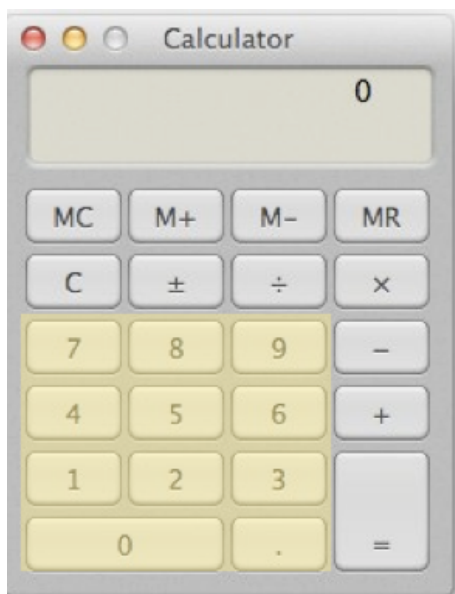 Calculator
0
MC M+ M- MR
C ± ÷ ×
7 8 9 −
4 5 6 +
1 2 3
0 . =